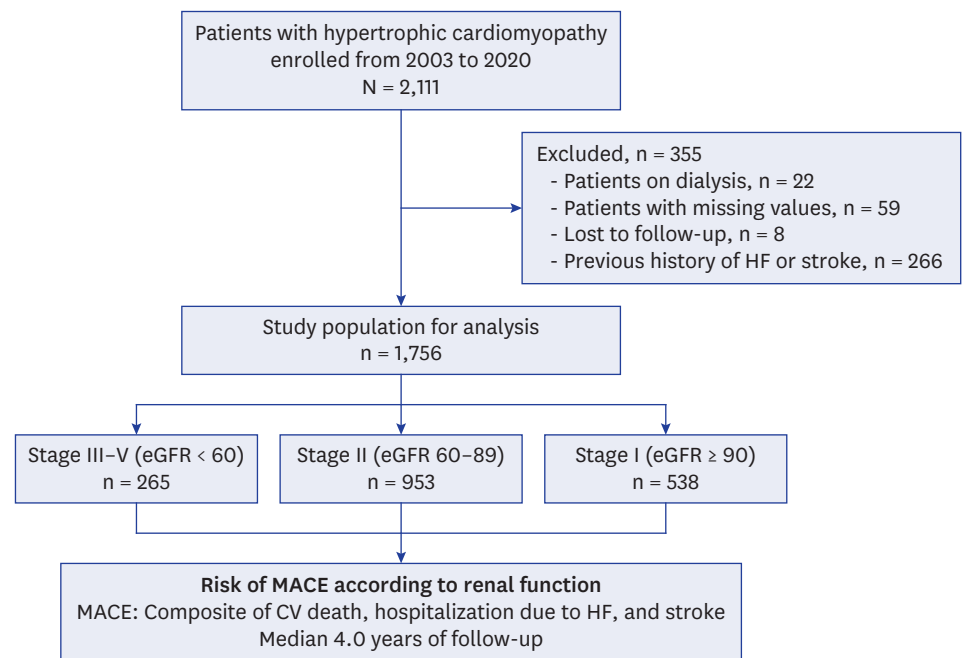 Patients with hypertrophic cardiomyopathy
enrolled from 2003 to 2020
N = 2,111
Excluded, n = 355
- Patients on dialysis, n = 22
- Patients with missing values, n = 59
- Lost to follow-up, n = 8
- Previous history of HF or stroke, n = 266
Study population for analysis
n = 1,756
Stage III–V (eGFR < 60)
n = 265
Stage II (eGFR 60–89)
n = 953
Stage I (eGFR ≥ 90)
n = 538
Risk of MACE according to renal function
MACE: Composite of CV death, hospitalization due to HF, and stroke
Median 4.0 years of follow-up